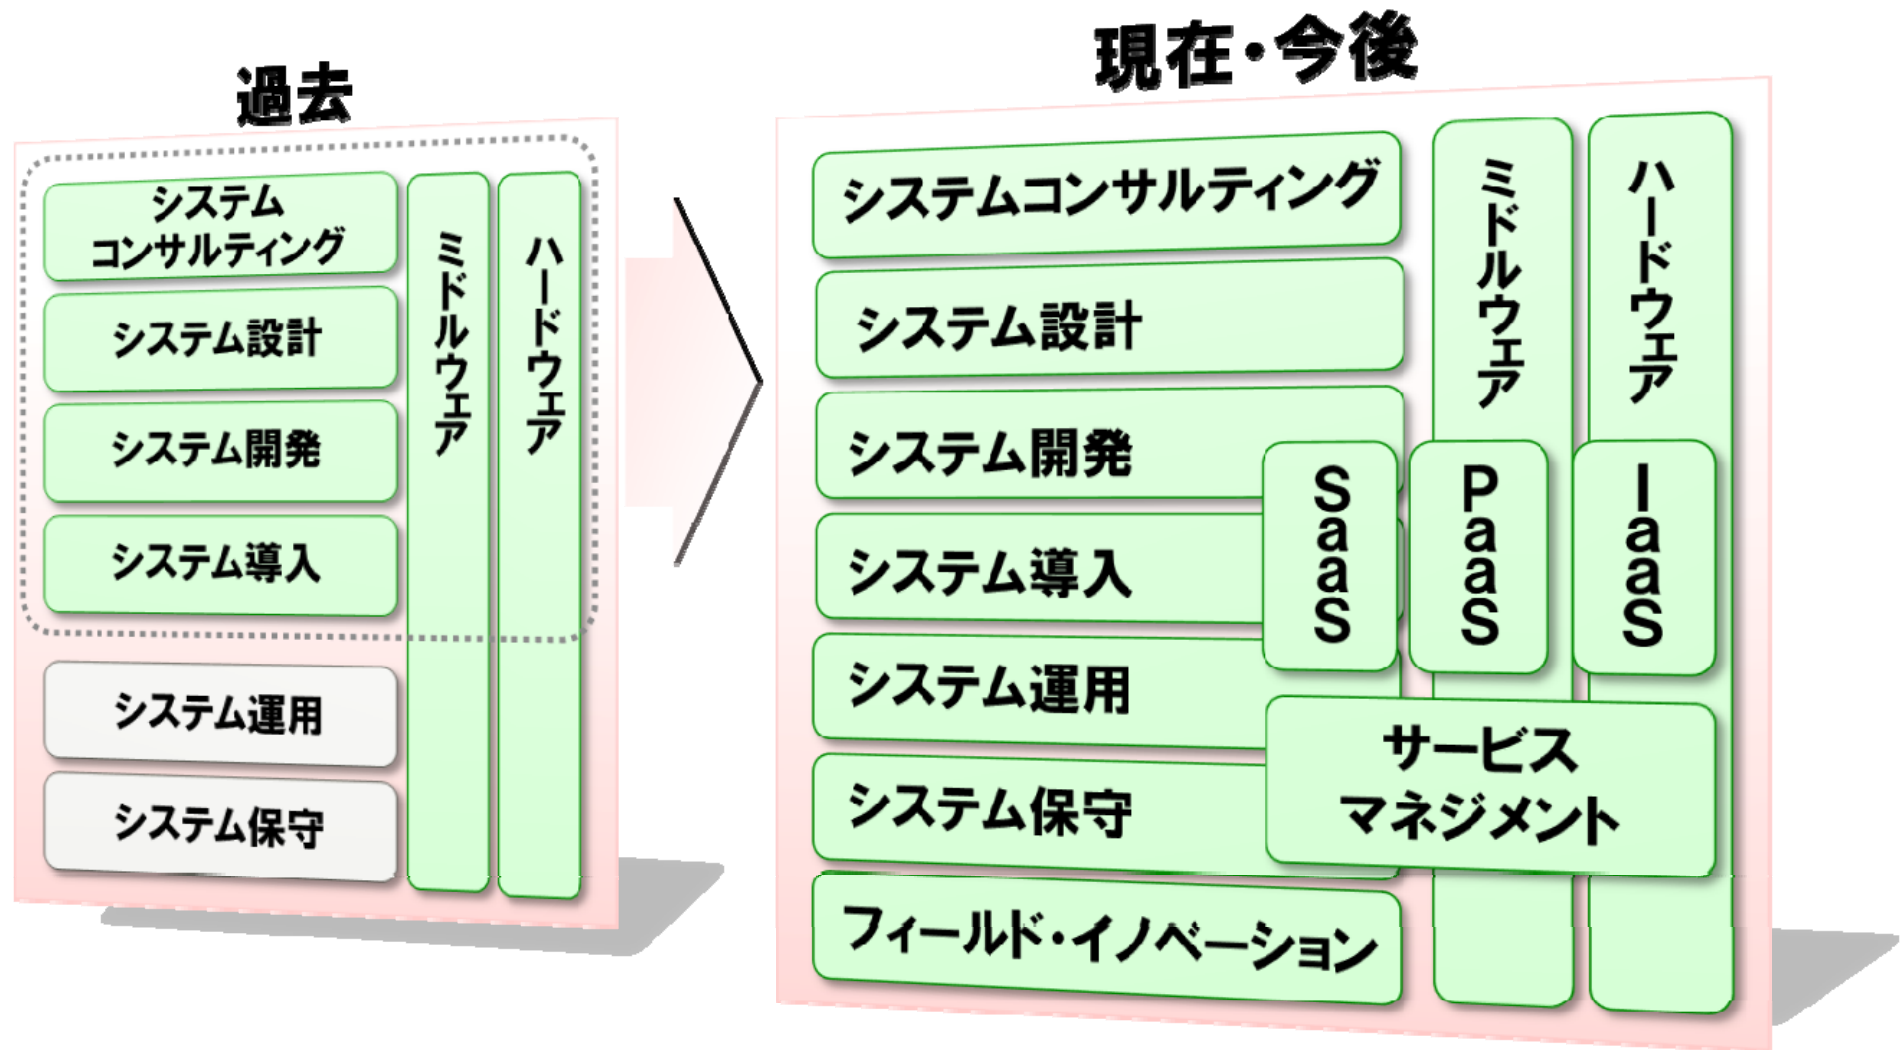 過去
システム
コンサルティング
システム設計
システム開発
システム導入
システム運用
システム保守
ミドルウェア
ハードウェア
現在・今後
システムコンサルティング
システム設計
システム開発
システム導入
システム運用
システム保守
フィールド・イノベーション
ミドルウェア
ハードウェア
SaaS
PaaS
IaaS
サービス
マネジメント